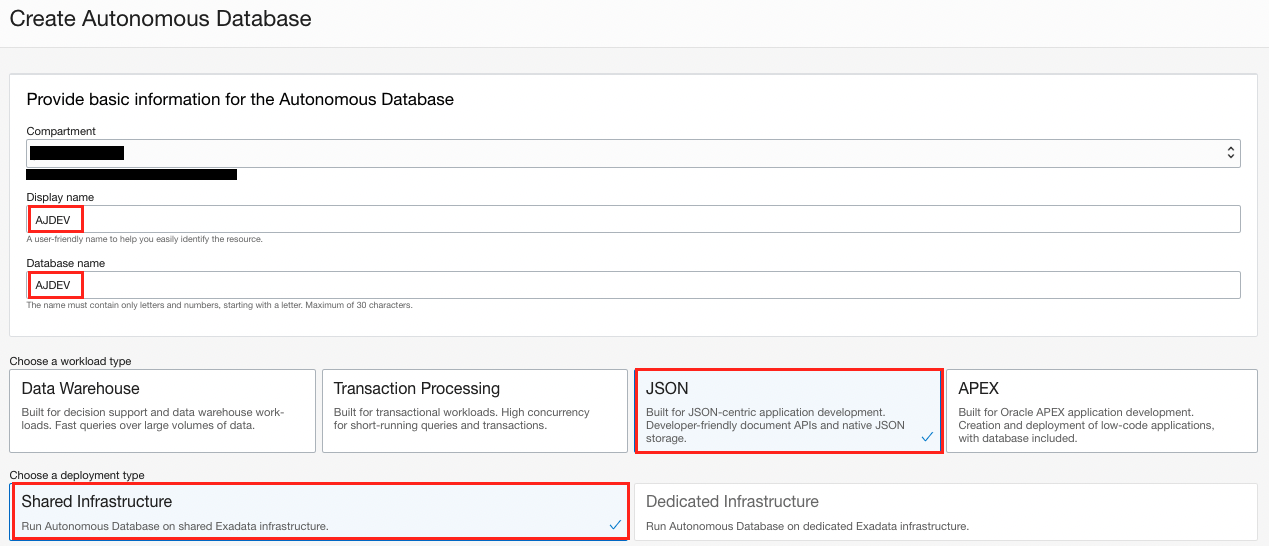 Create Autonomous Database
Provide basic information for the Autonomous Database
Compartment
Display name
AJDEV
A user-friendly name to help you easily identify the resource.
Database name
AJDEV
The name must contain only letters and numbers, starting with a letter. Maximum of 30 characters.
Choose a workload type
Data Warehouse
Built for decision support and data warehouse work-
loads. Fast queries over large volumes of data.
Transaction Processing
Built for transactional workloads. High concurrency
for short-running queries and transactions.
JSON
Built for JSON-centric application development.
Developer-friendly document APIs and native JSON
storage.
APEX
Built for Oracle APEX application development.
Creation and deployment of low-code applications,
with database included.
Choose a deployment type
Shared Infrastructure
Run Autonomous Database on shared Exadata infrastructure.
Dedicated Infrastructure
Run Autonomous Database on dedicated Exadata infrastructure.